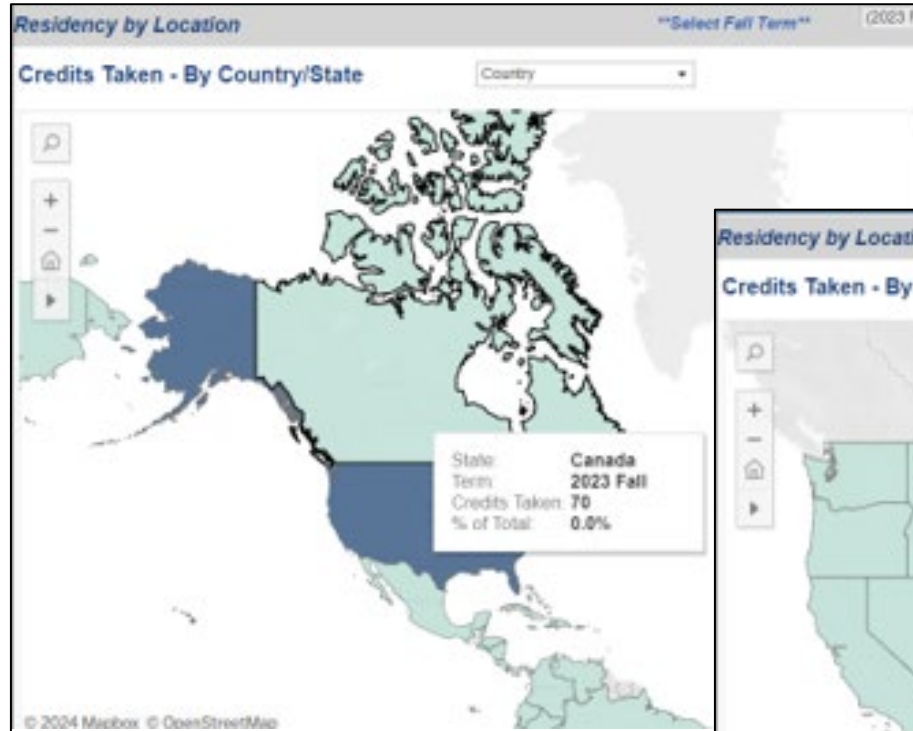 Residency by Location
**Select Fall Term**
(2023
Credits Taken - By Country/State
Country
State: Canada
Term: 2023 Fall
Credits Taken: 70
% of Total: 0.0%
© 2024 Mapbox © OpenStreetMap
Residency by Locati
Credits Taken - By